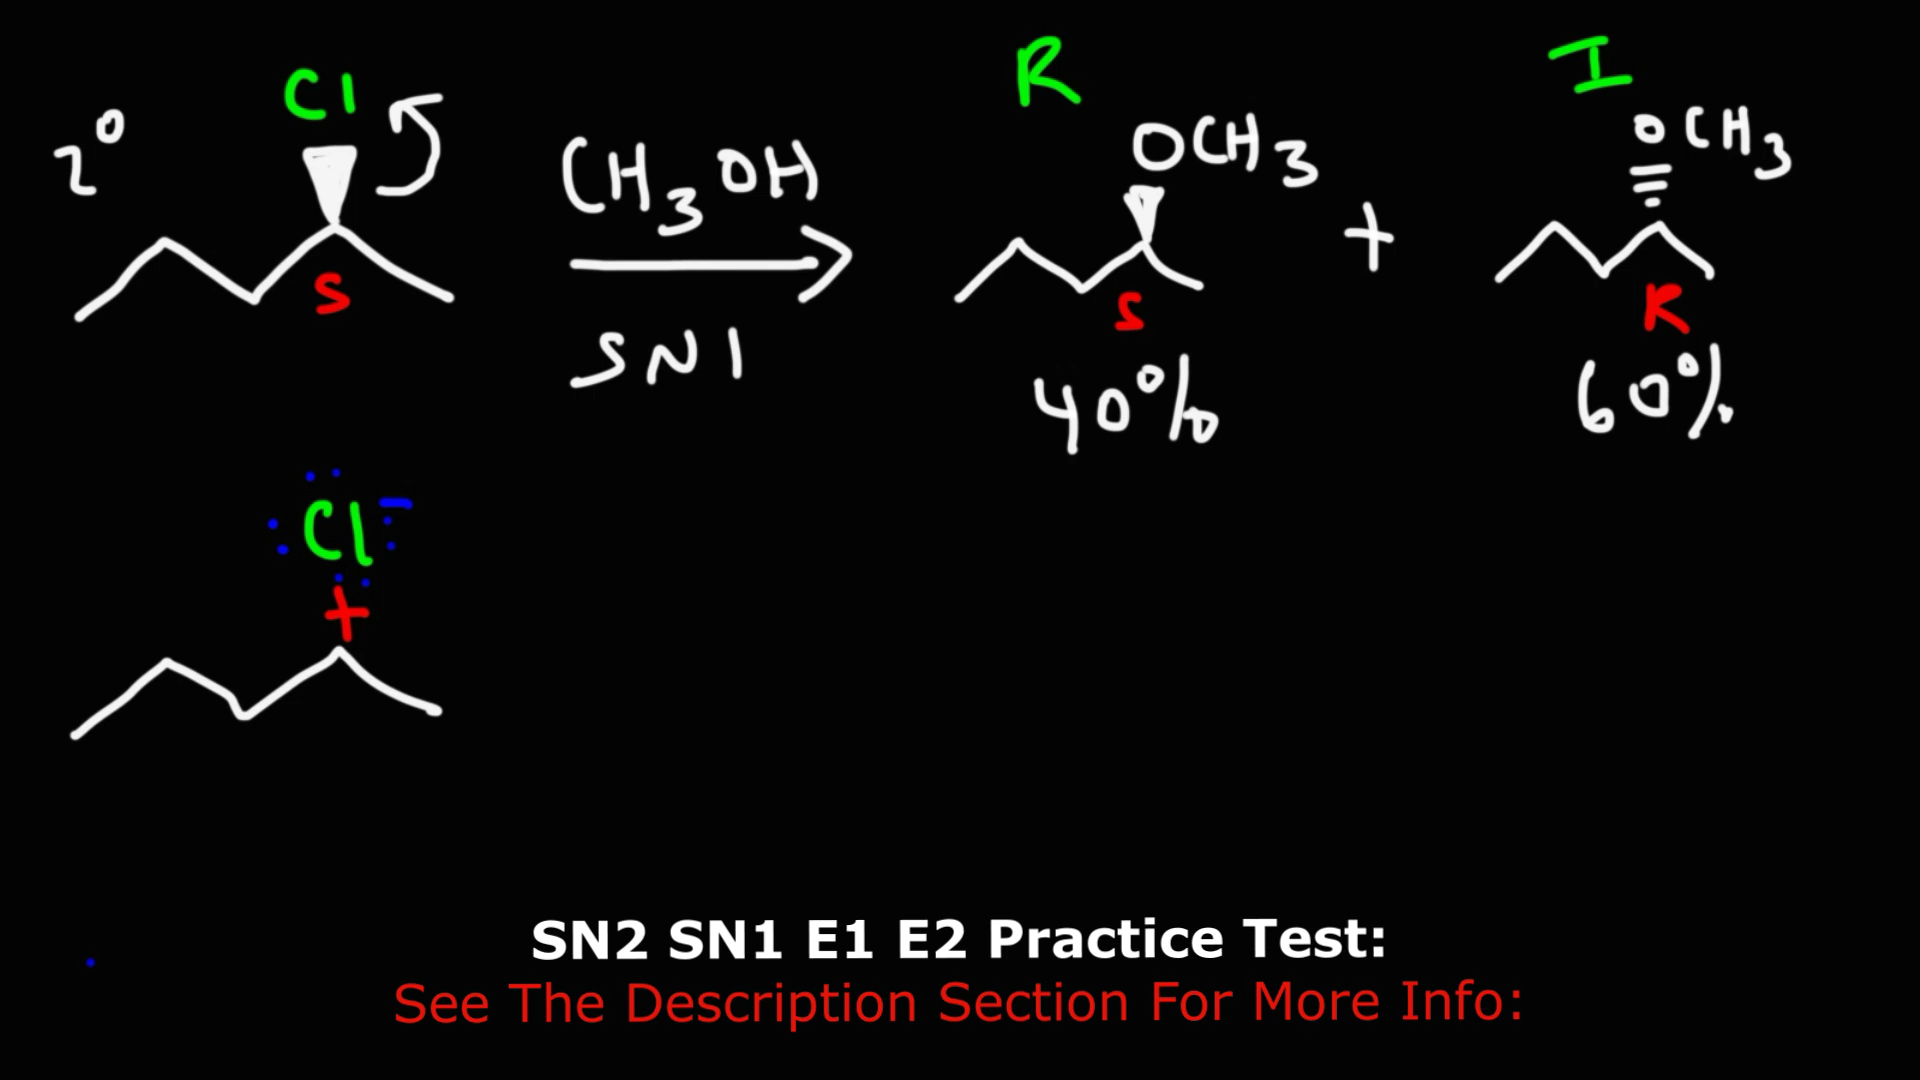 2° Cl CH3OH R OCH3 + I OCH3
S SN1 S 40% R 60%
Cl⁻
+
SN2 SN1 E1 E2 Practice Test:
See The Description Section For More Info: